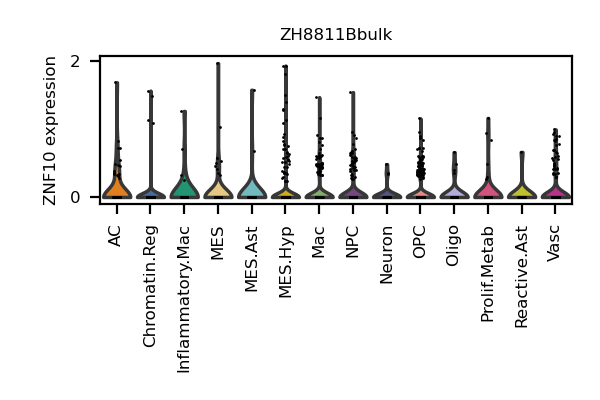 ZH8811Bbulk
ZNF10 expression
2
0
AC
Chromatin.Reg
Inflammatory.Mac
MES
MES.Ast
MES.Hyp
Mac
NPC
Neuron
OPC
Oligo
Prolif.Metab
Reactive.Ast
Vasc